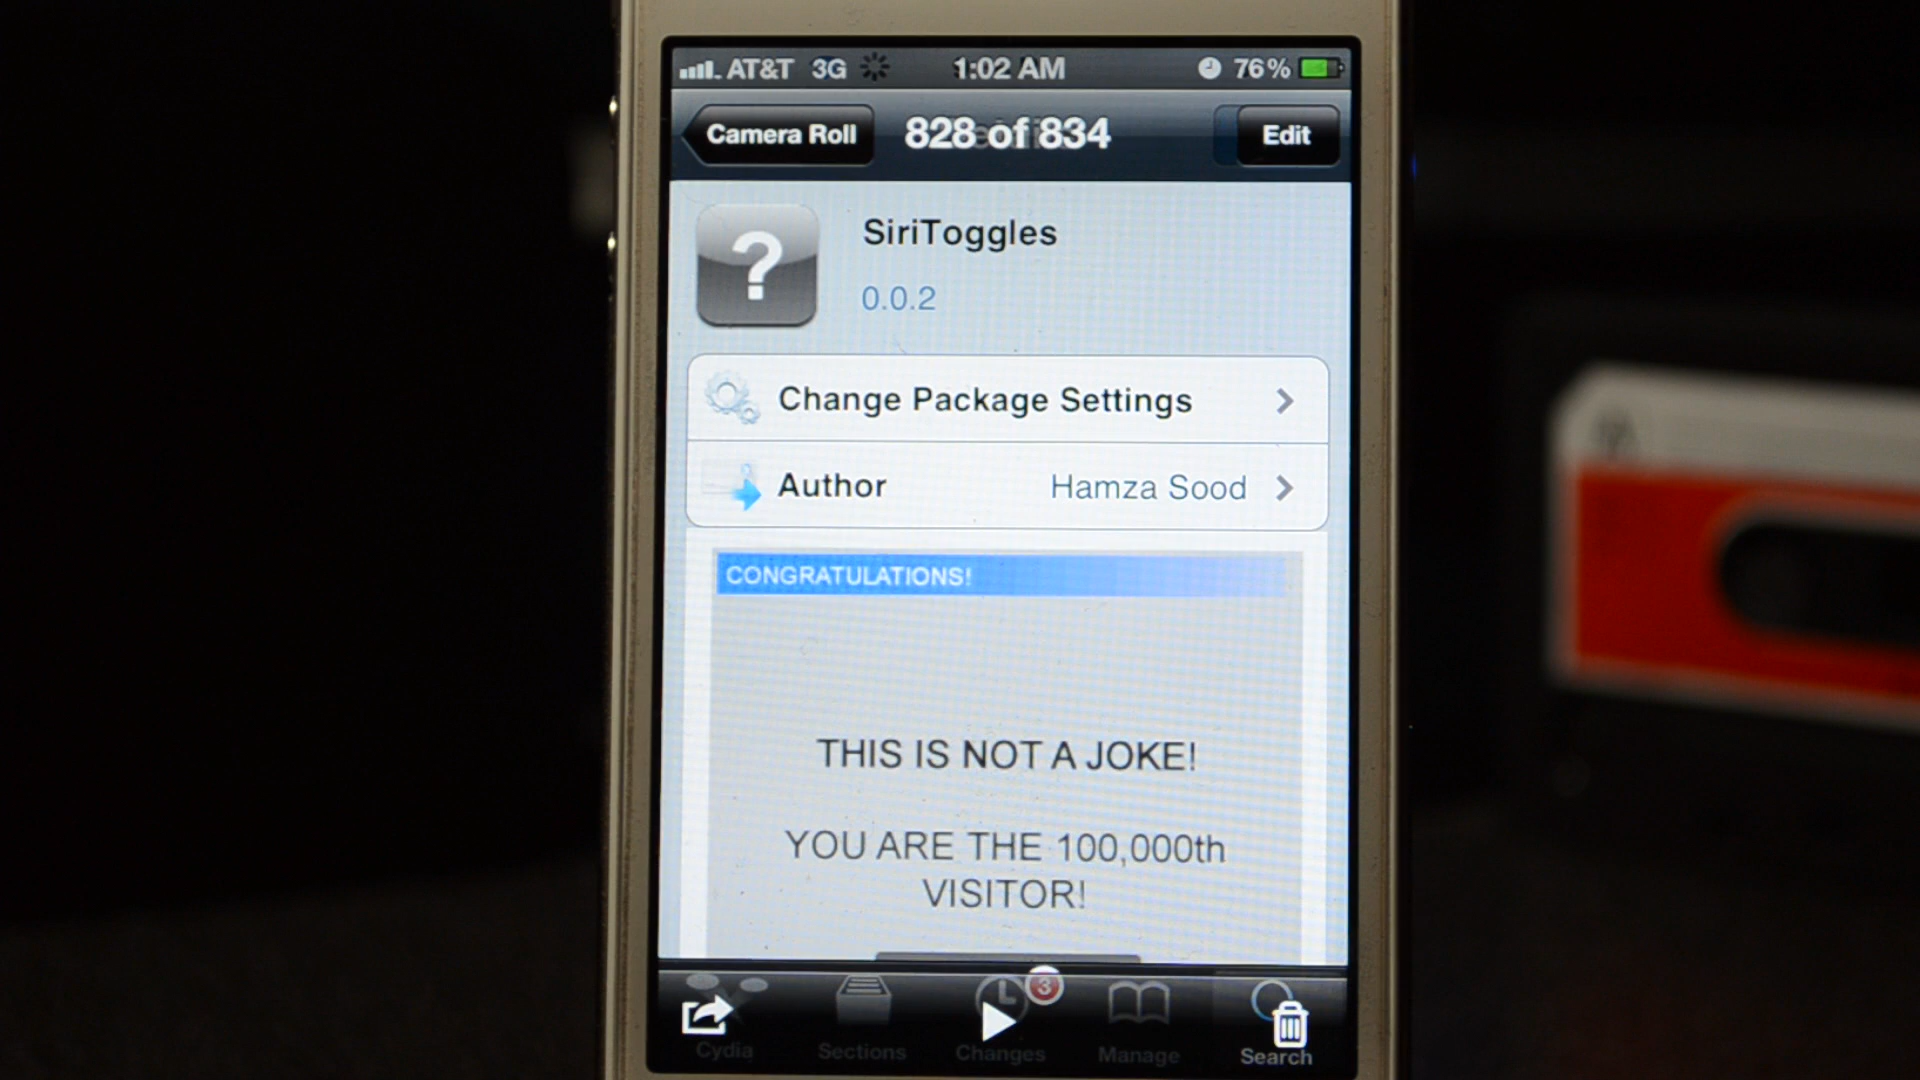 AT&T 3G 1:02 AM 76%
Camera Roll 828 of 834 Edit
?
SiriToggles
0.0.2
Change Package Settings
Author Hamza Sood
CONGRATULATIONS!
THIS IS NOT A JOKE!
YOU ARE THE 100,000th
VISITOR!
3
Cydia Sections Changes Manage Search